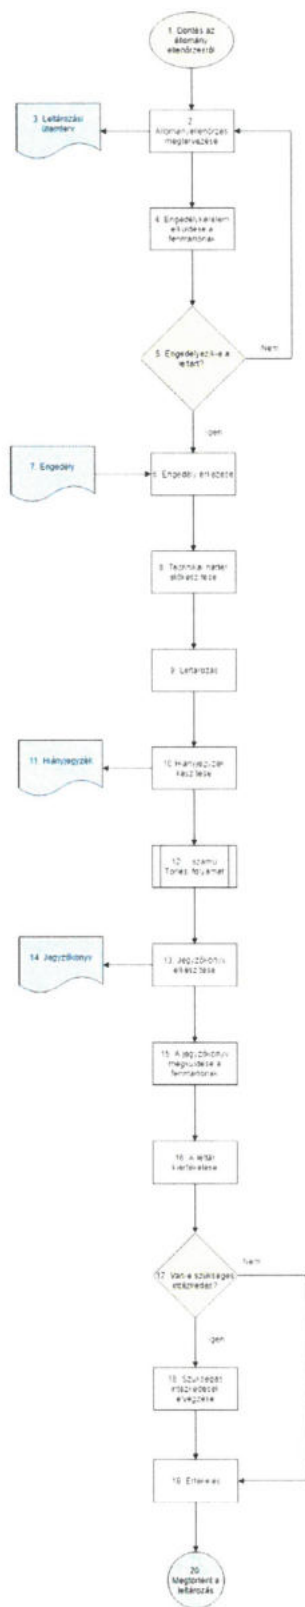 1. Döntés az
állomány
ellenőrzésről
3. Leltározási
ütemterv
2.
Állományellenőrzés
megtervezése
4. Engedélykérelem
elküldése a
fenntartónak
5. Engedélyezik-e a
leltárt?
Nem
Igen
7. Engedély
6. Engedély érkezése
8. Technikai háttér
előkészítése
9. Leltározás
11. Hiányjegyzék
10. Hiányjegyzék
készítése
12. számú
Törlés folyamat
14. Jegyzőkönyv
13. Jegyzőkönyv
elkészítése
15. A jegyzőkönyv
megküldése a
fenntartónak
16. A leltár
kiértékelése
17. Van-e szükséges
intézkedés?
Nem
Igen
18. Szükséges
intézkedések
elvégzése
19. Értékelés
20.
Megtörtént a
leltározás